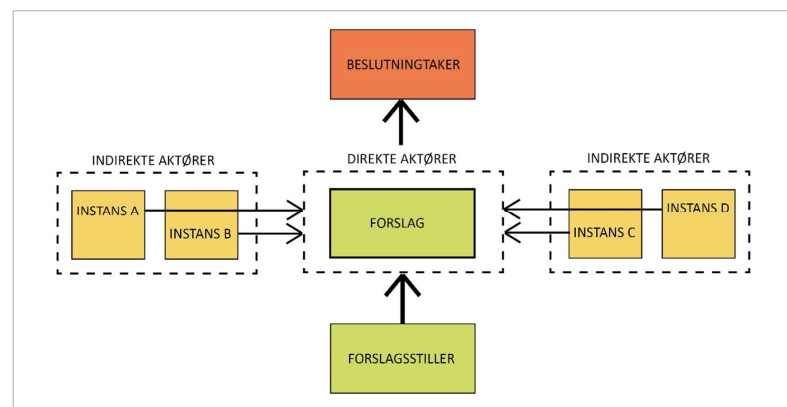 BESLUTNINGTAKER
INDIREKTE AKTØRER
DIREKTE AKTØRER
INDIREKTE AKTØRER
INSTANS A
INSTANS B
FORSLAG
INSTANS C
INSTANS D
FORSLAGSSTILLER